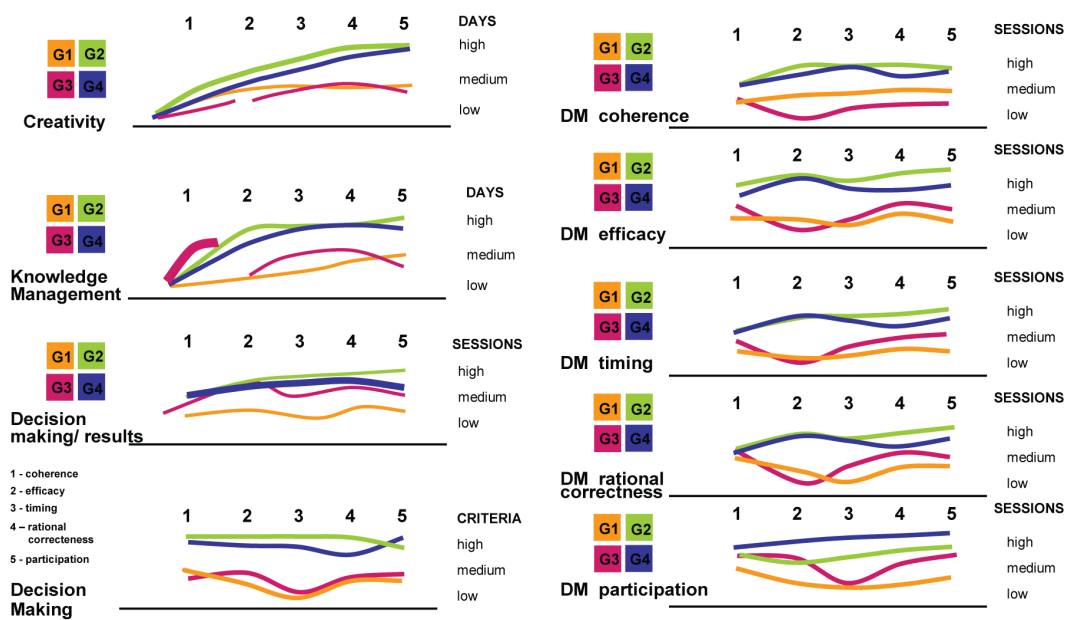 1 2 3 4 5 DAYS
G1 G2 high
G3 G4 medium
low
Creativity
1 2 3 4 5 DAYS
G1 G2 high
G3 G4 medium
low
Knowledge
Management
1 2 3 4 5 SESSIONS
G1 G2 high
G3 G4 medium
low
Decision
making/ results
1 - coherence
2 - efficacy
3 - timing
4 – rational
correcteness
5 - participation
1 2 3 4 5 CRITERIA
high
medium
low
Decision
Making
1 2 3 4 5 SESSIONS
G1 G2 high
G3 G4 medium
low
DM coherence
1 2 3 4 5 SESSIONS
G1 G2 high
G3 G4 medium
low
DM efficacy
1 2 3 4 5 SESSIONS
G1 G2 high
G3 G4 medium
low
DM timing
1 2 3 4 5 SESSIONS
G1 G2 high
G3 G4 medium
low
DM rational
correctness
1 2 3 4 5 SESSIONS
G1 G2 high
G3 G4 medium
low
DM participation